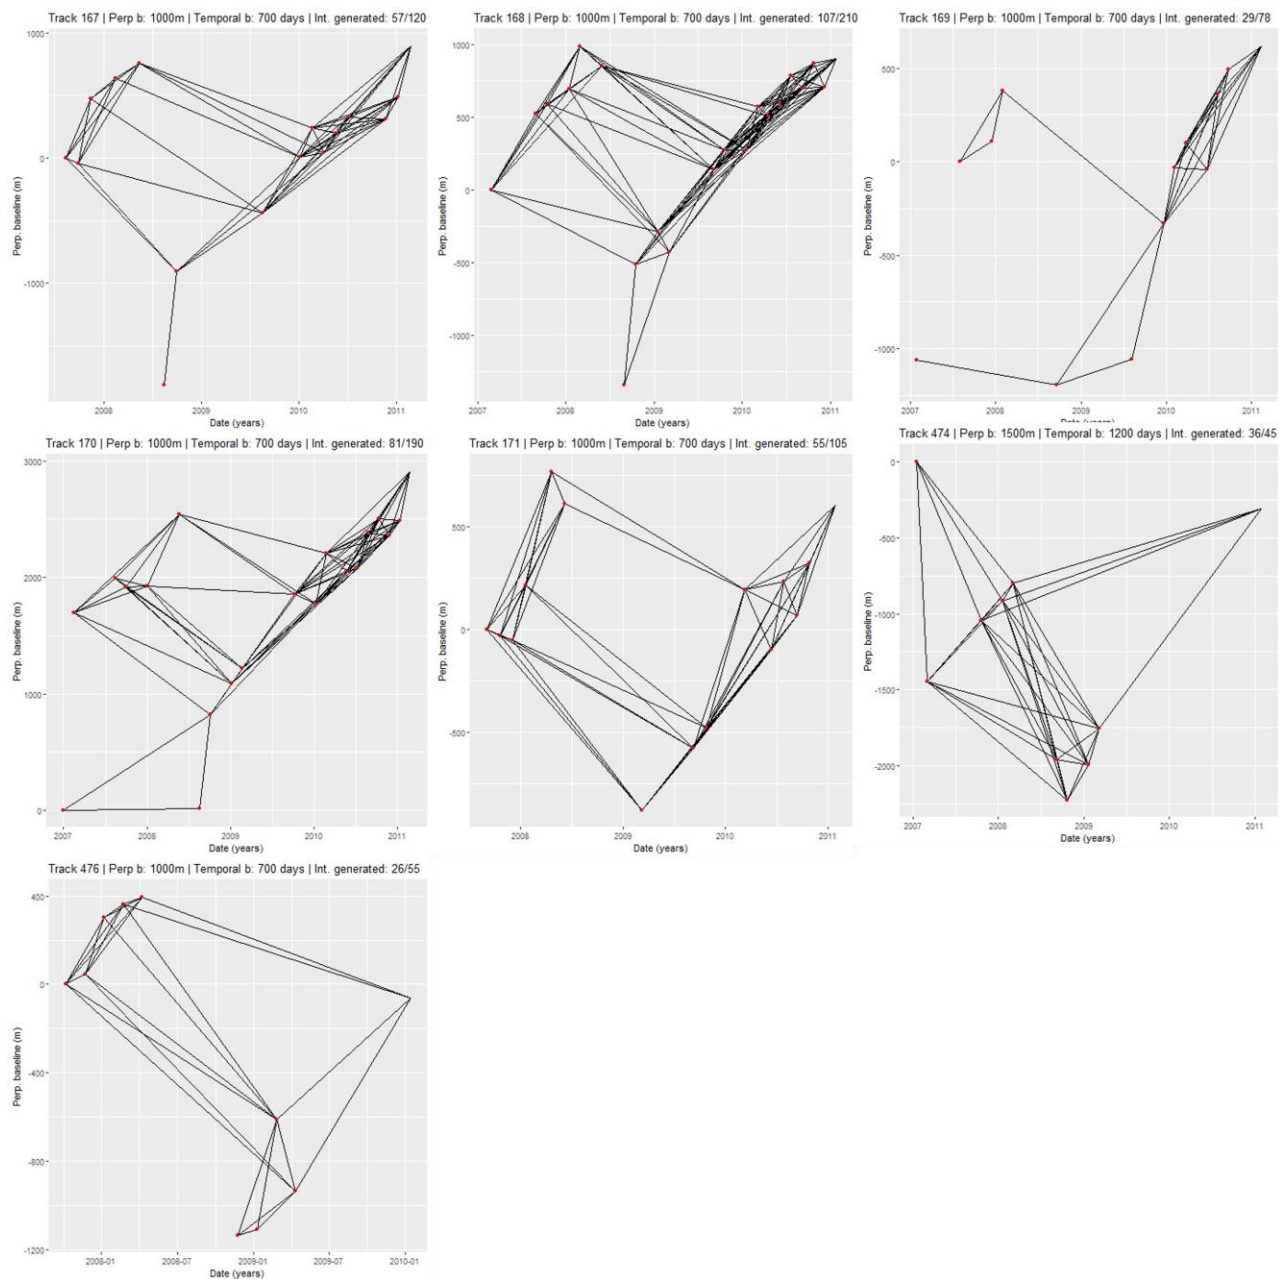 Track 167 | Perp b: 1000m | Temporal b: 700 days | Int. generated: 57/120
1000
0
-1000
Perp. baseline (m)
2008 2009 2010 2011
Date (years)
Track 168 | Perp b: 1000m | Temporal b: 700 days | Int. generated: 107/210
1000
500
0
-500
-1000
Perp. baseline (m)
2007 2008 2009 2010 2011
Date (years)
Track 169 | Perp b: 1000m | Temporal b: 700 days | Int. generated: 29/78
500
0
-500
-1000
Perp. baseline (m)
2007 2008 2009 2010 2011
Date (years)
Track 170 | Perp b: 1000m | Temporal b: 700 days | Int. generated: 81/190
3000
2000
1000
0
Perp. baseline (m)
2007 2008 2009 2010 2011
Date (years)
Track 171 | Perp b: 1000m | Temporal b: 700 days | Int. generated: 55/105
500
0
-500
Perp. baseline (m)
2008 2009 2010 2011
Date (years)
Track 474 | Perp b: 1500m | Temporal b: 1200 days | Int. generated: 36/45
0
-500
-1000
-1500
-2000
Perp. baseline (m)
2007 2008 2009 2010 2011
Date (years)
Track 476 | Perp b: 1000m | Temporal b: 700 days | Int. generated: 26/55
400
0
-400
-800
-1200
Perp. baseline (m)
2008-01 2008-07 2009-01 2009-07 2010-01
Date (years)